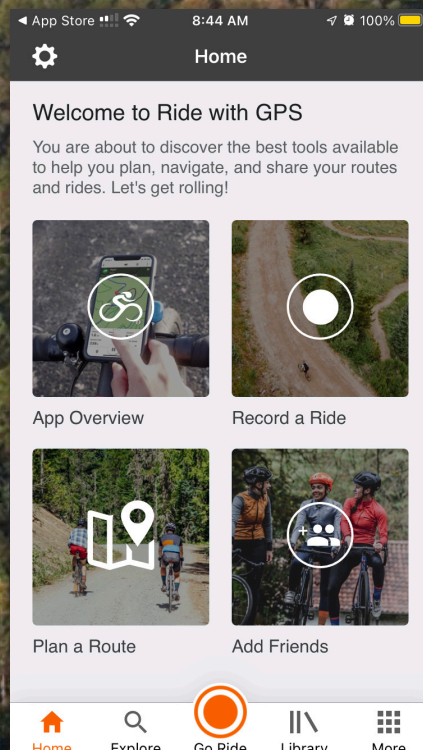 ◀ App Store 8:44 AM 100%
Home
Welcome to Ride with GPS
You are about to discover the best tools available
to help you plan, navigate, and share your routes
and rides. Let's get rolling!
App Overview Record a Ride
Plan a Route Add Friends
Home Explore Go Ride Library More